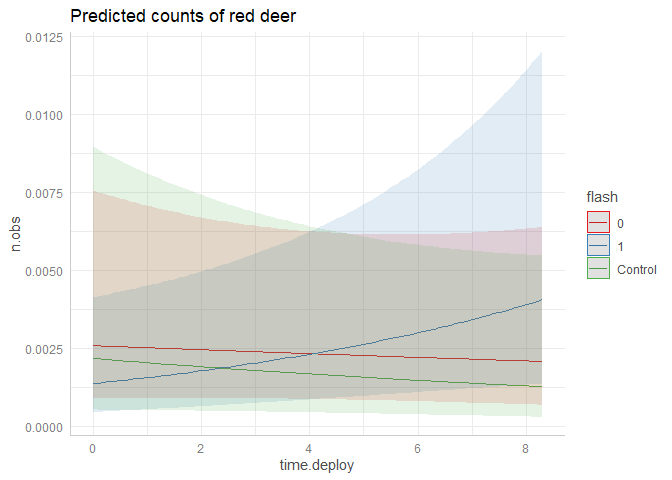 Predicted counts of red deer
0.0125
0.0100
0.0075
0.0050
0.0025
0.0000
n.obs
0 2 4 6 8
time.deploy
flash
0
1
Control